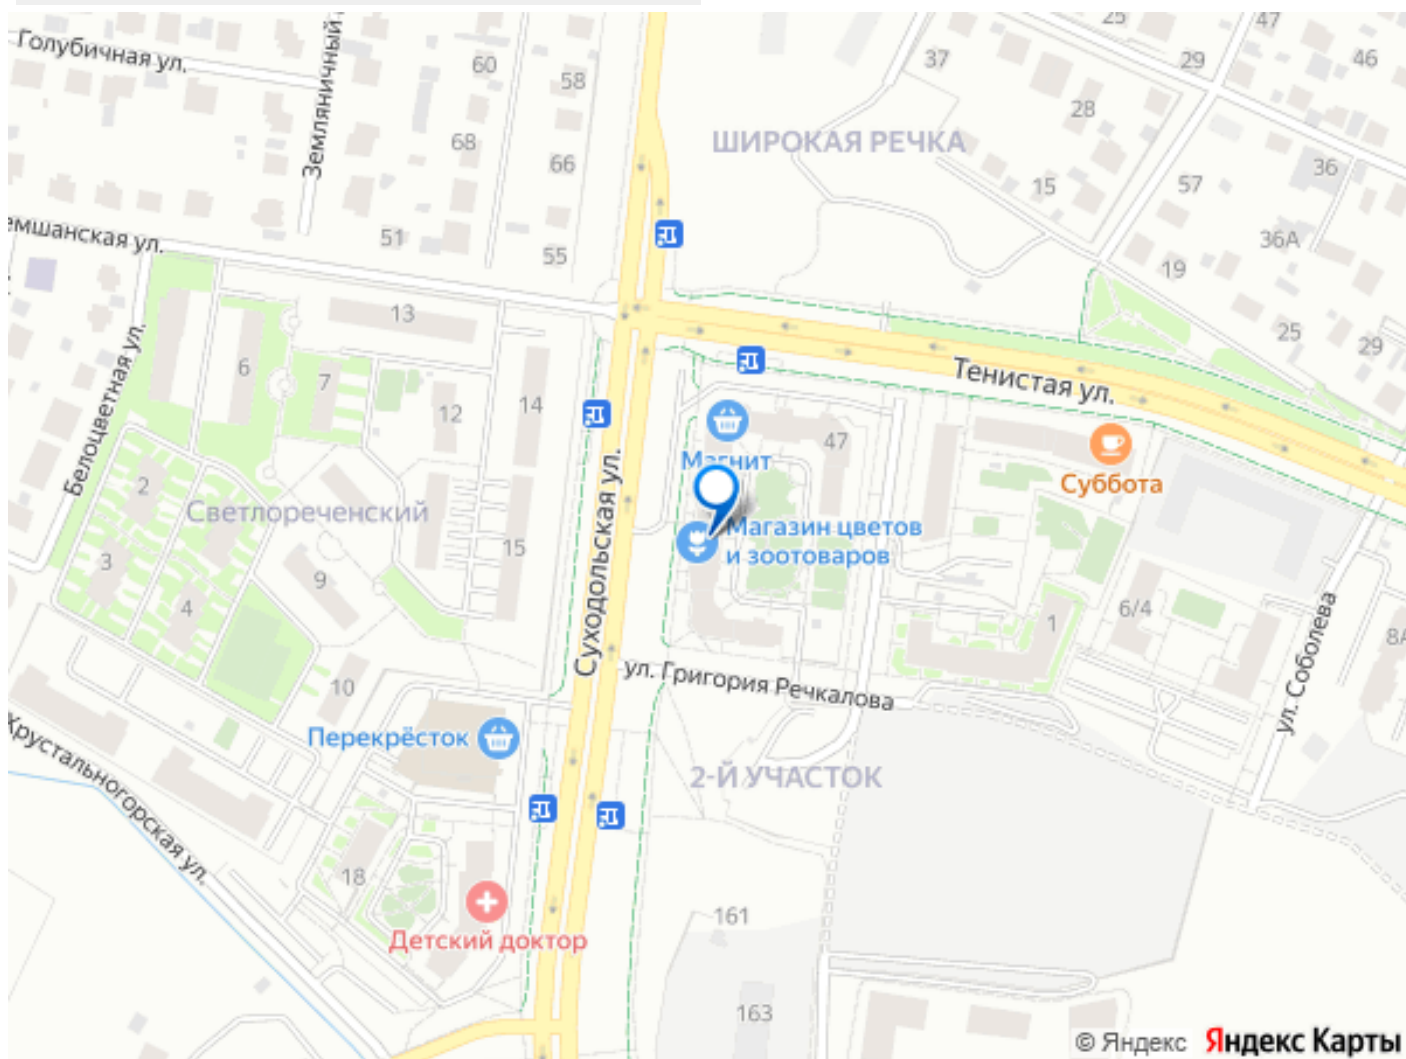 Голубичная ул.
Земляничный
60
58
68
66
51
55
емшанская ул.
37
25
47
29
46
28
ШИРОКАЯ РЕЧКА
15
57
36
36А
19
25
29
13
6
7
12
14
Белоцветная ул.
Тенистая ул.
47
Магнит
Суббота
2
Светлореченский
Магазин цветов
и зоотоваров
3
15
9
4
Суходольская ул.
1
6/4
8А
ул. Соболева
10
ул. Григория Речкалова
Перекрёсток
Хрустальногорская ул.
2-Й УЧАСТОК
18
161
Детский доктор
163
© Яндекс Яндекс Карты